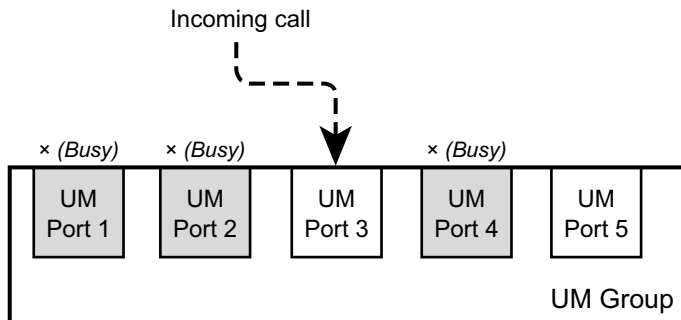 Incoming call
× (Busy)
× (Busy)
× (Busy)
UM
Port 1
UM
Port 2
UM
Port 3
UM
Port 4
UM
Port 5
UM Group